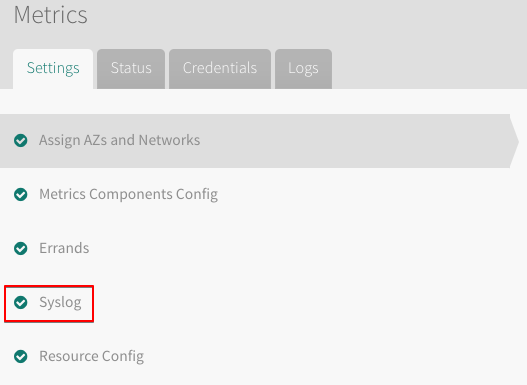 Metrics
Settings Status Credentials Logs
Assign AZs and Networks
Metrics Components Config
Errands
Syslog
Resource Config